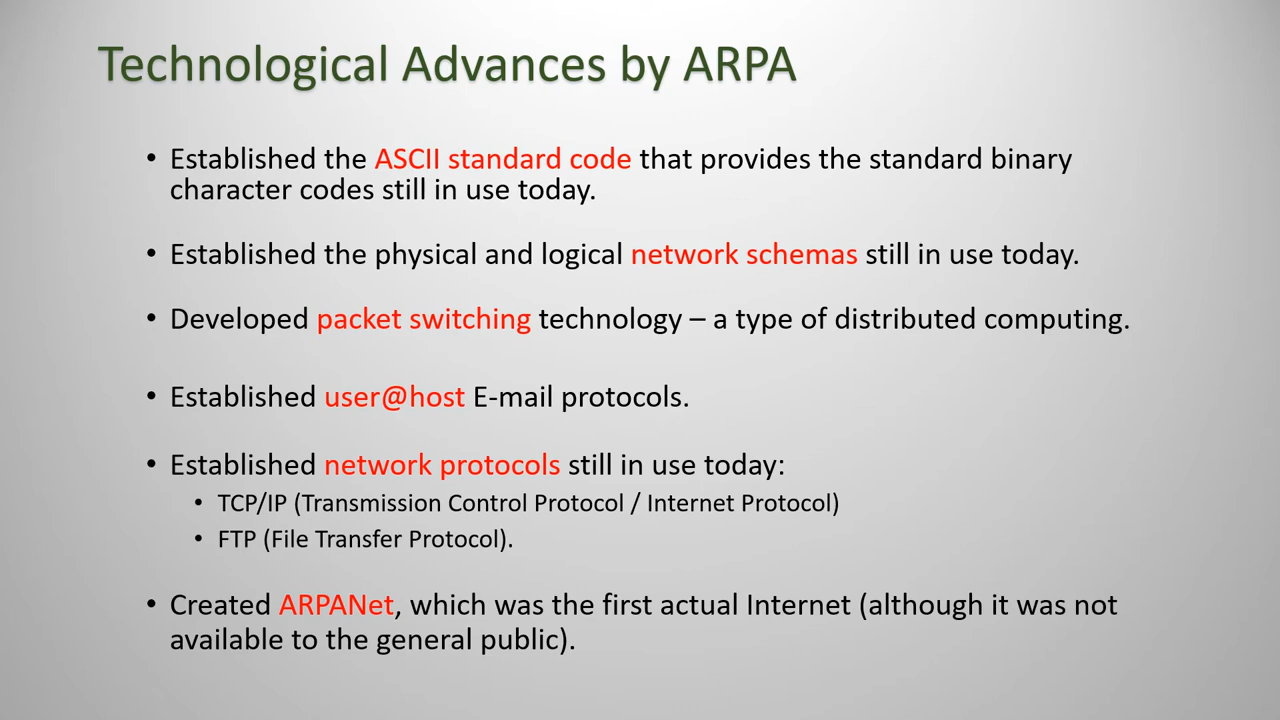 Technological Advances by ARPA
• Established the ASCII standard code that provides the standard binary
character codes still in use today.
• Established the physical and logical network schemas still in use today.
• Developed packet switching technology – a type of distributed computing.
• Established user@host E-mail protocols.
• Established network protocols still in use today:
• TCP/IP (Transmission Control Protocol / Internet Protocol)
• FTP (File Transfer Protocol).
• Created ARPANet, which was the first actual Internet (although it was not
available to the general public).